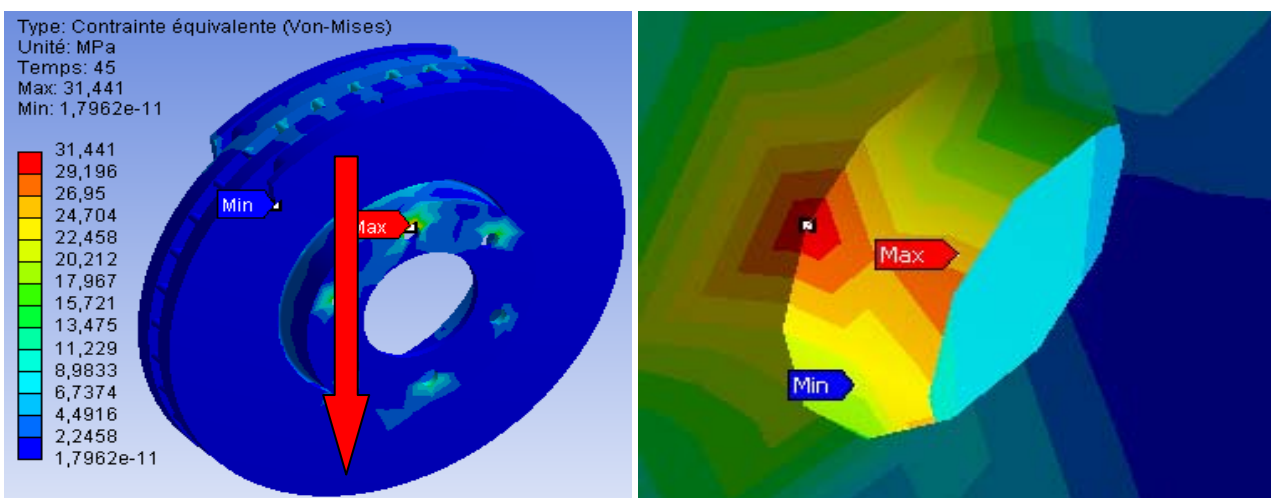 Type: Contrainte équivalente (Von-Mises)
Unité: MPa
Temps: 45
Max: 31,441
Min: 1,7962e-11
31,441
29,196
26,95
24,704
22,458
20,212
17,967
15,721
13,475
11,229
8,9833
6,7374
4,4916
2,2458
1,7962e-11
Min
Max
Max
Min